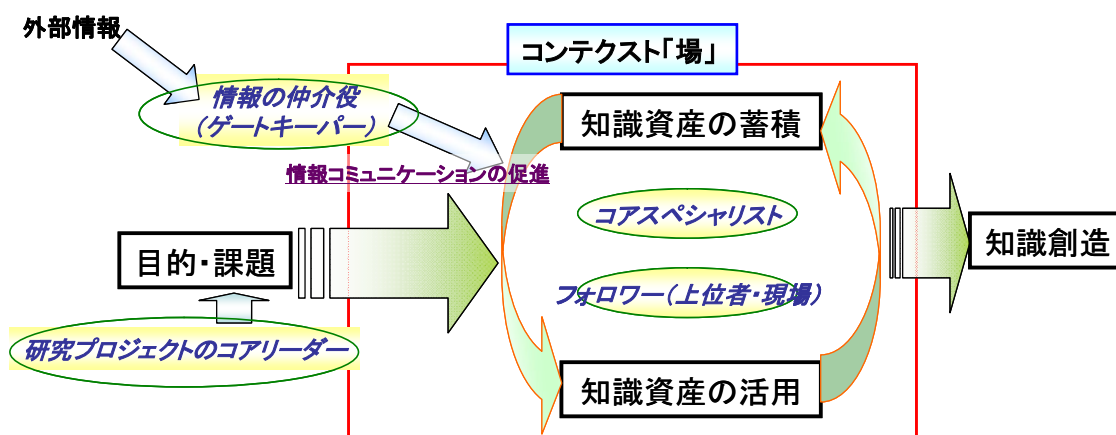 外部情報
コンテクスト「場」
情報の仲介役
（ゲートキーパー）
知識資産の蓄積
情報コミュニケーションの促進
コアスペシャリスト
目的・課題
知識創造
フォロワー（上位者・現場）
研究プロジェクトのコアリーダー
知識資産の活用